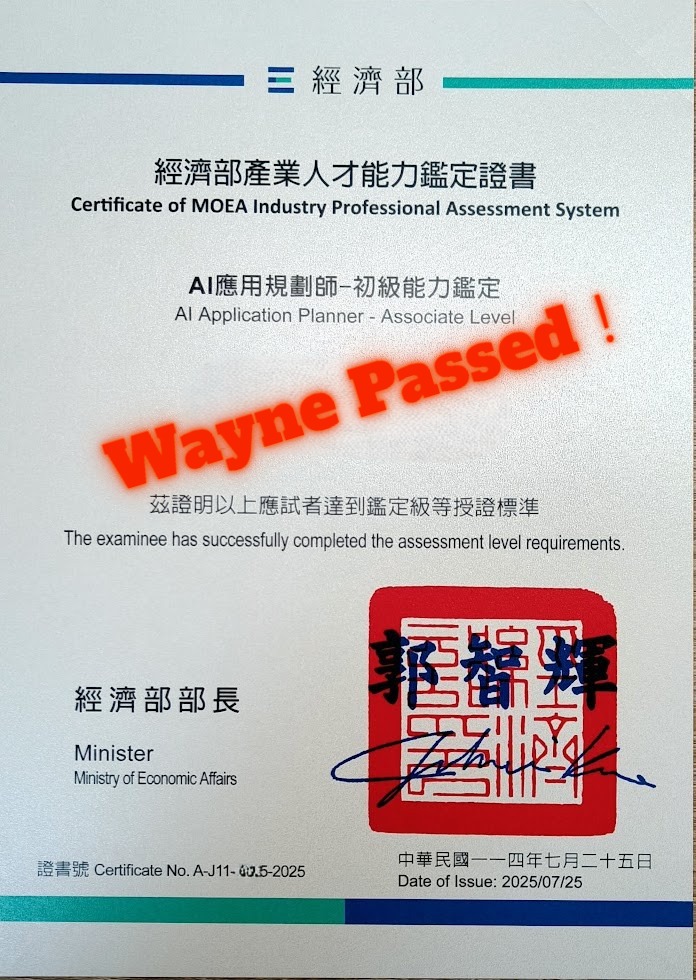 經濟部
經濟部產業人才能力鑑定證書
Certificate of MOEA Industry Professional Assessment System
AI應用規劃師-初級能力鑑定
AI Application Planner - Associate Level
Wayne Passed!
茲證明以上應試者達到鑑定級等授證標準
The examinee has successfully completed the assessment level requirements.
郭智輝
經濟部部長
Minister
Ministry of Economic Affairs
證書號 Certificate No. A-J11- -2025
中華民國一一四年七月二十五日
Date of Issue: 2025/07/25